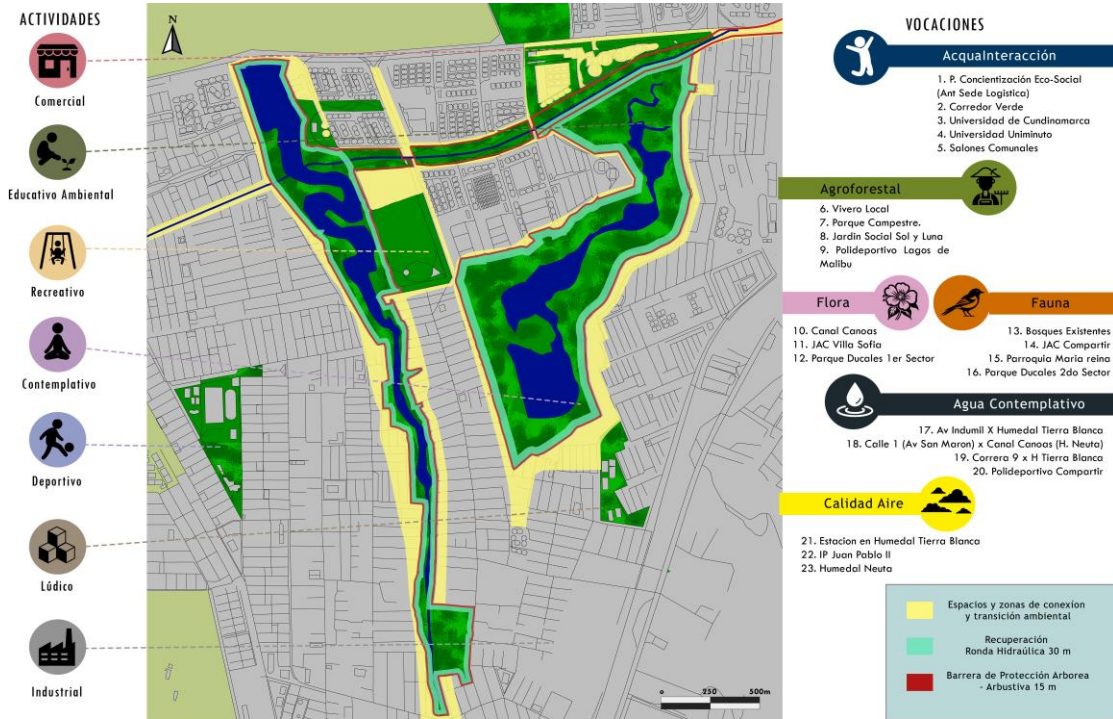 ACTIVIDADES
Comercial
Educativo Ambiental
Recreativo
Contemplativo
Deportivo
Lúdico
Industrial
N
0 250 500m
VOCACIONES
AcquaInteracción
1. P. Concientización Eco-Social
(Ant Sede Logistica)
2. Corredor Verde
3. Universidad de Cundinamarca
4. Universidad Uniminuto
5. Salones Comunales
Agroforestal
6. Vivero Local
7. Parque Campestre.
8. Jardin Social Sol y Luna
9. Polideportivo Lagos de
Malibu
Flora
10. Canal Canoas
11. JAC Villa Sofia
12. Parque Ducales 1er Sector
Fauna
13. Bosques Existentes
14. JAC Compartir
15. Parroquia Maria reina
16. Parque Ducales 2do Sector
Agua Contemplativo
17. Av Indumil X Humedal Tierra Blanca
18. Calle 1 (Av San Maron) x Canal Canoas (H. Neuta)
19. Correra 9 x H Tierra Blanca
20. Polideportivo Compartir
Calidad Aire
21. Estacion en Humedal Tierra Blanca
22. IP Juan Pablo II
23. Humedal Neuta
Espacios y zonas de conexíon
y transición ambiental
Recuperación
Ronda Hidraúlica 30 m
Barrera de Protección Arborea
- Arbustiva 15 m